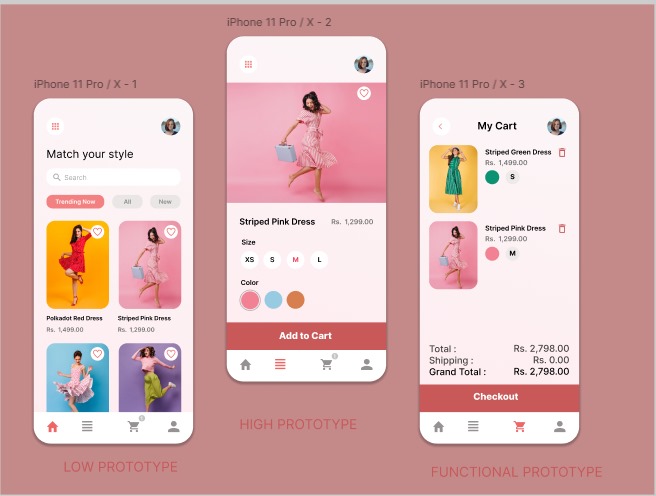 iPhone 11 Pro / X - 1
Match your style
Search
Trending Now
All
New
Polkadot Red Dress
Rs. 1,499.00
Striped Pink Dress
Rs. 1,299.00
LOW PROTOTYPE
iPhone 11 Pro / X - 2
Striped Pink Dress
Rs. 1,299.00
Size
XS
S
M
L
Color
Add to Cart
HIGH PROTOTYPE
iPhone 11 Pro / X - 3
My Cart
Striped Green Dress
Rs. 1,499.00
S
Striped Pink Dress
Rs. 1,299.00
M
Total : Rs. 2,798.00
Shipping : Rs. 0.00
Grand Total : Rs. 2,798.00
Checkout
FUNCTIONAL PROTOTYPE